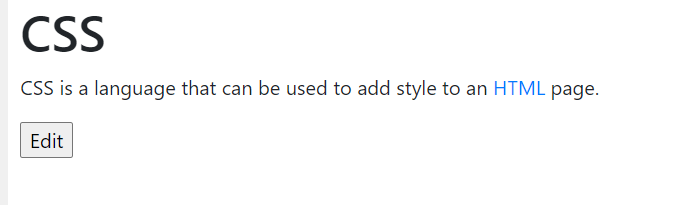 CSS
CSS is a language that can be used to add style to an HTML page.
Edit